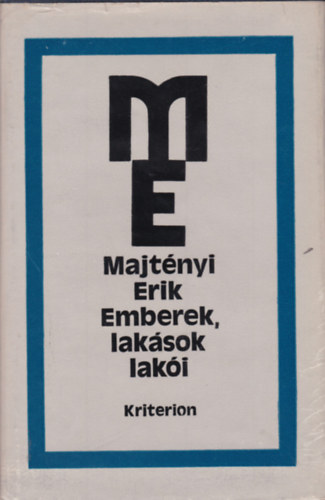 ME
Majtényi
Erik
Emberek,
lakások
lakói
Kriterion